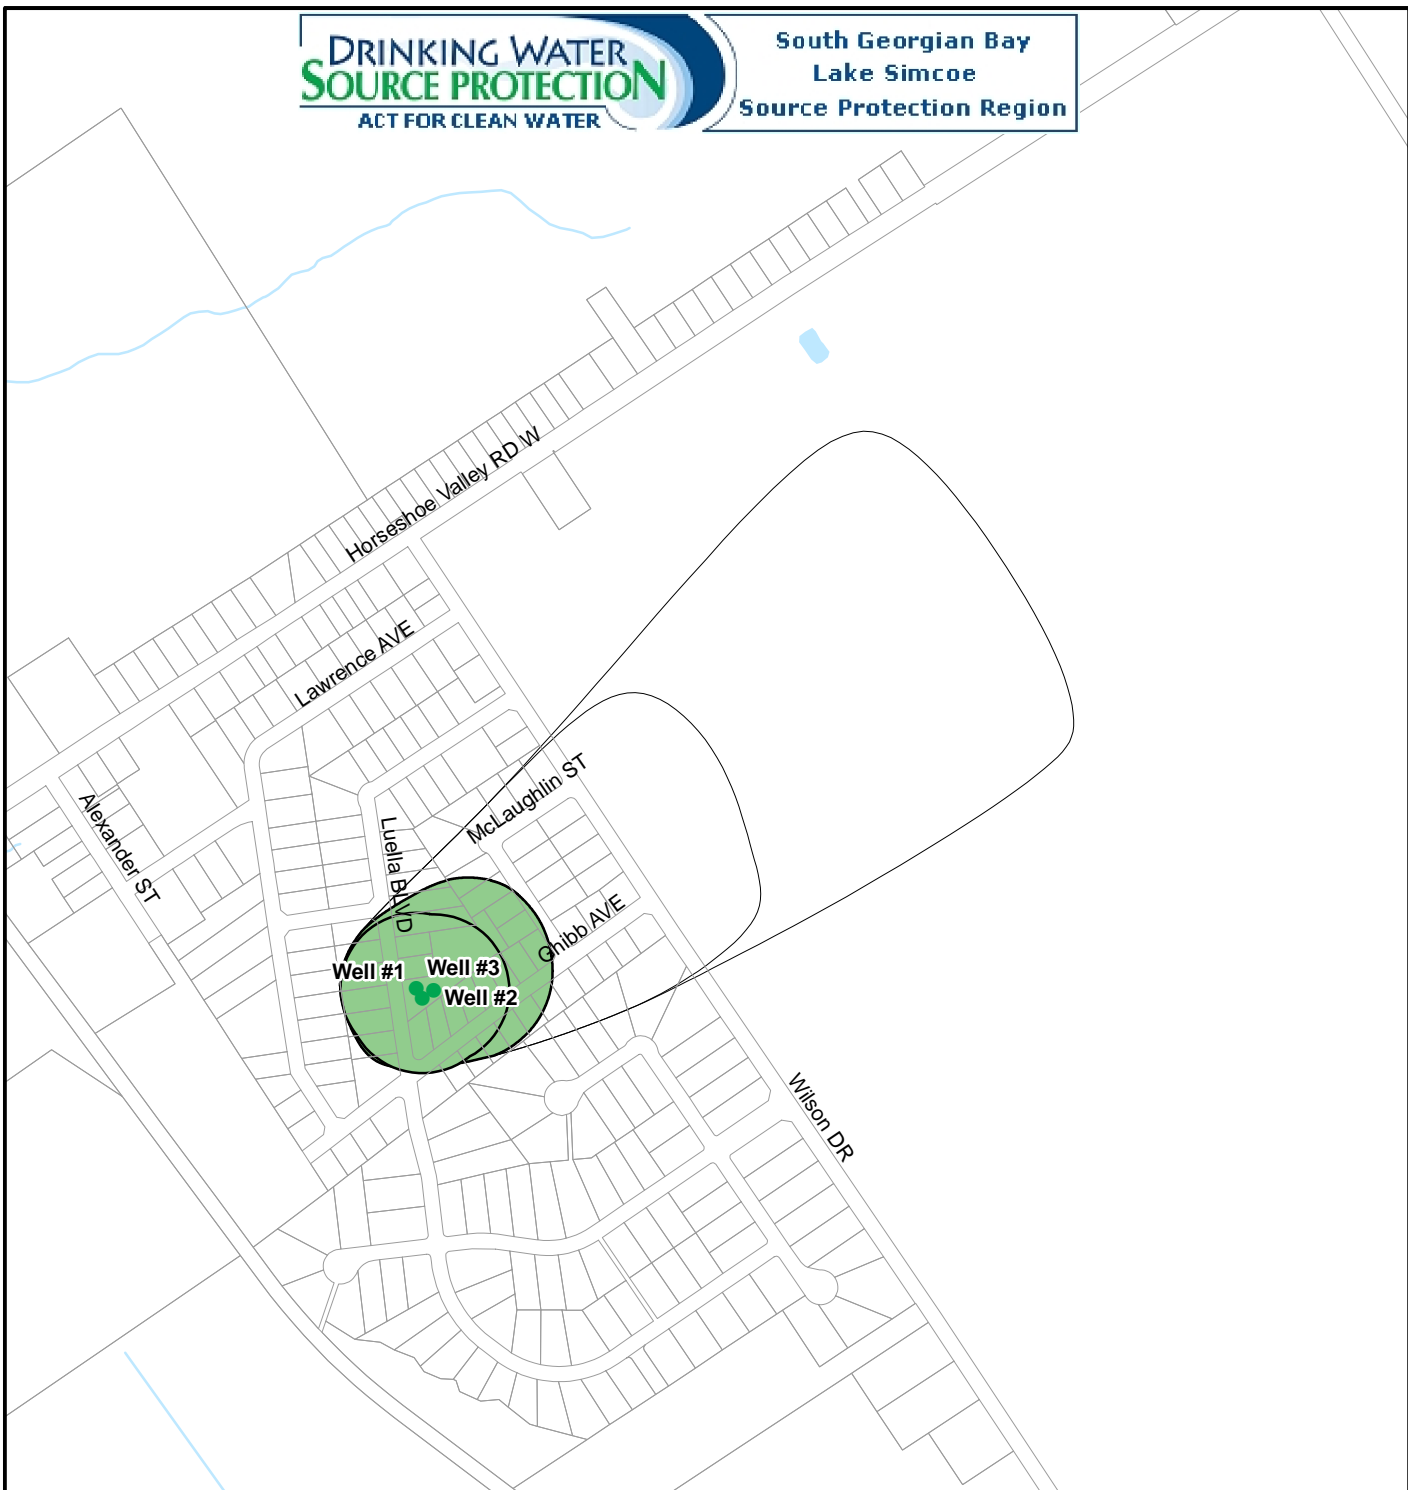 DRINKING WATER
SOURCE PROTECTION
ACT FOR CLEAN WATER
South Georgian Bay
Lake Simcoe
Source Protection Region
Horseshoe Valley RD W
Lawrence AVE
Alexander ST
McLaughlin ST
Luella BLVD
Ghibb AVE
Well #1
Well #3
Well #2
Wilson DR